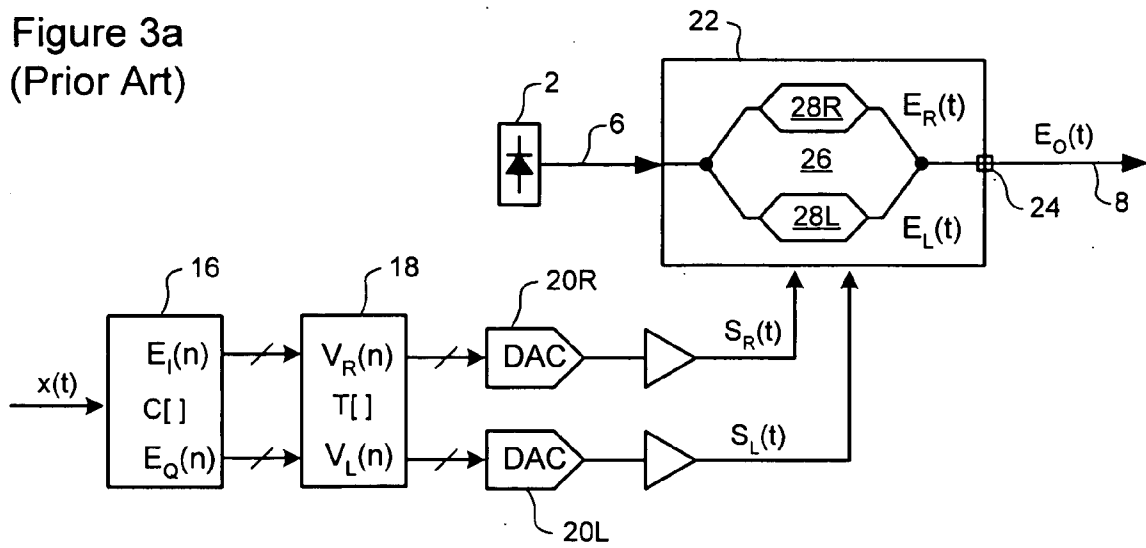 Figure 3a
(Prior Art)
22
2
28R
E_R(t)
6
26
E_O(t)
28L
E_L(t)
24
8
16
18
20R
E_I(n)
V_R(n)
DAC
S_R(t)
x(t)
C[ ]
T[ ]
E_Q(n)
V_L(n)
DAC
S_L(t)
20L